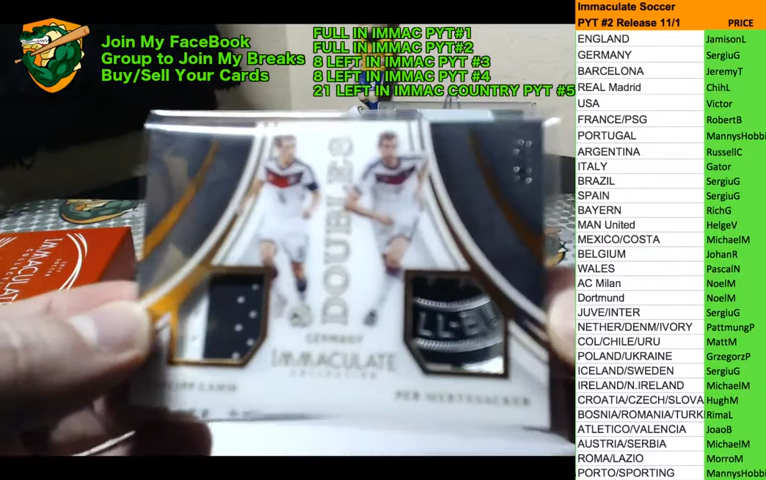 Join My FaceBook
Group to Join My Breaks
Buy/Sell Your Cards
FULL IN IMMAC PYT#1
FULL IN IMMAC PYT#2
8 LEFT IN IMMAC PYT #3
8 LEFT IN IMMAC PYT #4
21 LEFT IN IMMAC COUNTRY PYT #5
DOUBLES
GERMANY
IMMACULATE
COLLECTION
PHILIPP LAHM
PER MERTESACKER
LL-B
IMMACULATE
Immaculate Soccer
PYT #2 Release 11/1 PRICE
ENGLAND JamisonL
GERMANY SergiuG
BARCELONA JeremyT
REAL Madrid ChihL
USA Victor
FRANCE/PSG RobertB
PORTUGAL MannysHobbi
ARGENTINA RussellC
ITALY Gator
BRAZIL SergiuG
SPAIN SergiuG
BAYERN RichG
MAN United HelgeV
MEXICO/COSTA MichaelM
BELGIUM JohanR
WALES PascalN
AC Milan NoelM
Dortmund NoelM
JUVE/INTER SergiuG
NETHER/DENM/IVORY PattmungP
COL/CHILE/URU MattM
POLAND/UKRAINE GrzegorzP
ICELAND/SWEDEN SergiuG
IRELAND/N.IRELAND MichaelM
CROATIA/CZECH/SLOVA HughM
BOSNIA/ROMANIA/TURK RimaL
ATLETICO/VALENCIA JoaoB
AUSTRIA/SERBIA MichaelM
ROMA/LAZIO MorroM
PORTO/SPORTING MannysHobbi